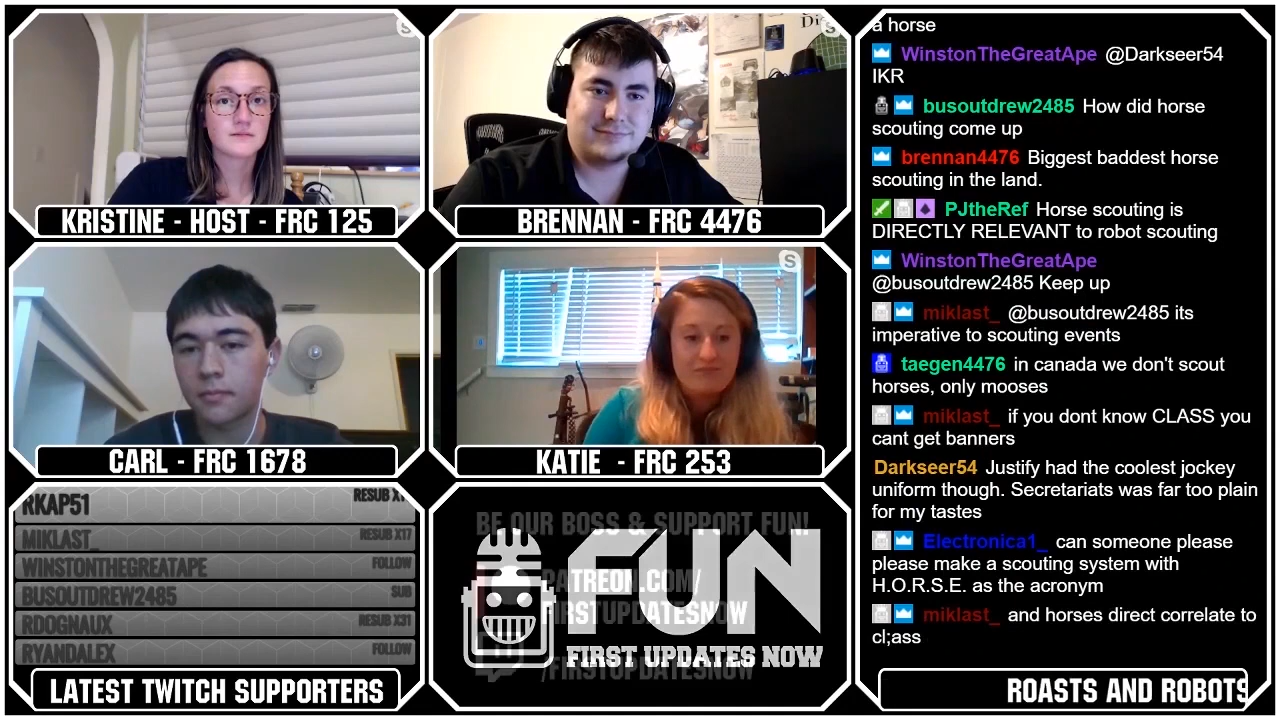 KRISTINE - HOST - FRC 125
BRENNAN - FRC 4476
CARL - FRC 1678
KATIE - FRC 253
RKAP51
RESUB
MIKLAST_ RESUB X17
WINSTONTHEGREATAPE FOLLOW
BUSOUTDREW2485 SUB
RDOGNAUX RESUB X31
RYANDALEX FOLLOW
LATEST TWITCH SUPPORTERS
BE OUR BOSS & SUPPORT FUN!
PATREON.COM/
FIRSTUPDATESNOW
/FIRSTUPDATESNOW
FUN
FIRST UPDATES NOW
a horse
WinstonTheGreatApe @Darkseer54
IKR
busoutdrew2485 How did horse
scouting come up
brennan4476 Biggest baddest horse
scouting in the land.
PJtheRef Horse scouting is
DIRECTLY RELEVANT to robot scouting
WinstonTheGreatApe
@busoutdrew2485 Keep up
miklast_ @busoutdrew2485 its
imperative to scouting events
taegen4476 in canada we don't scout
horses, only mooses
miklast_ if you dont know CLASS you
cant get banners
Darkseer54 Justify had the coolest jockey
uniform though. Secretariats was far too plain
for my tastes
Electronica1_ can someone please
please make a scouting system with
H.O.R.S.E. as the acronym
miklast_ and horses direct correlate to
cl;ass
ROASTS AND ROBOTS